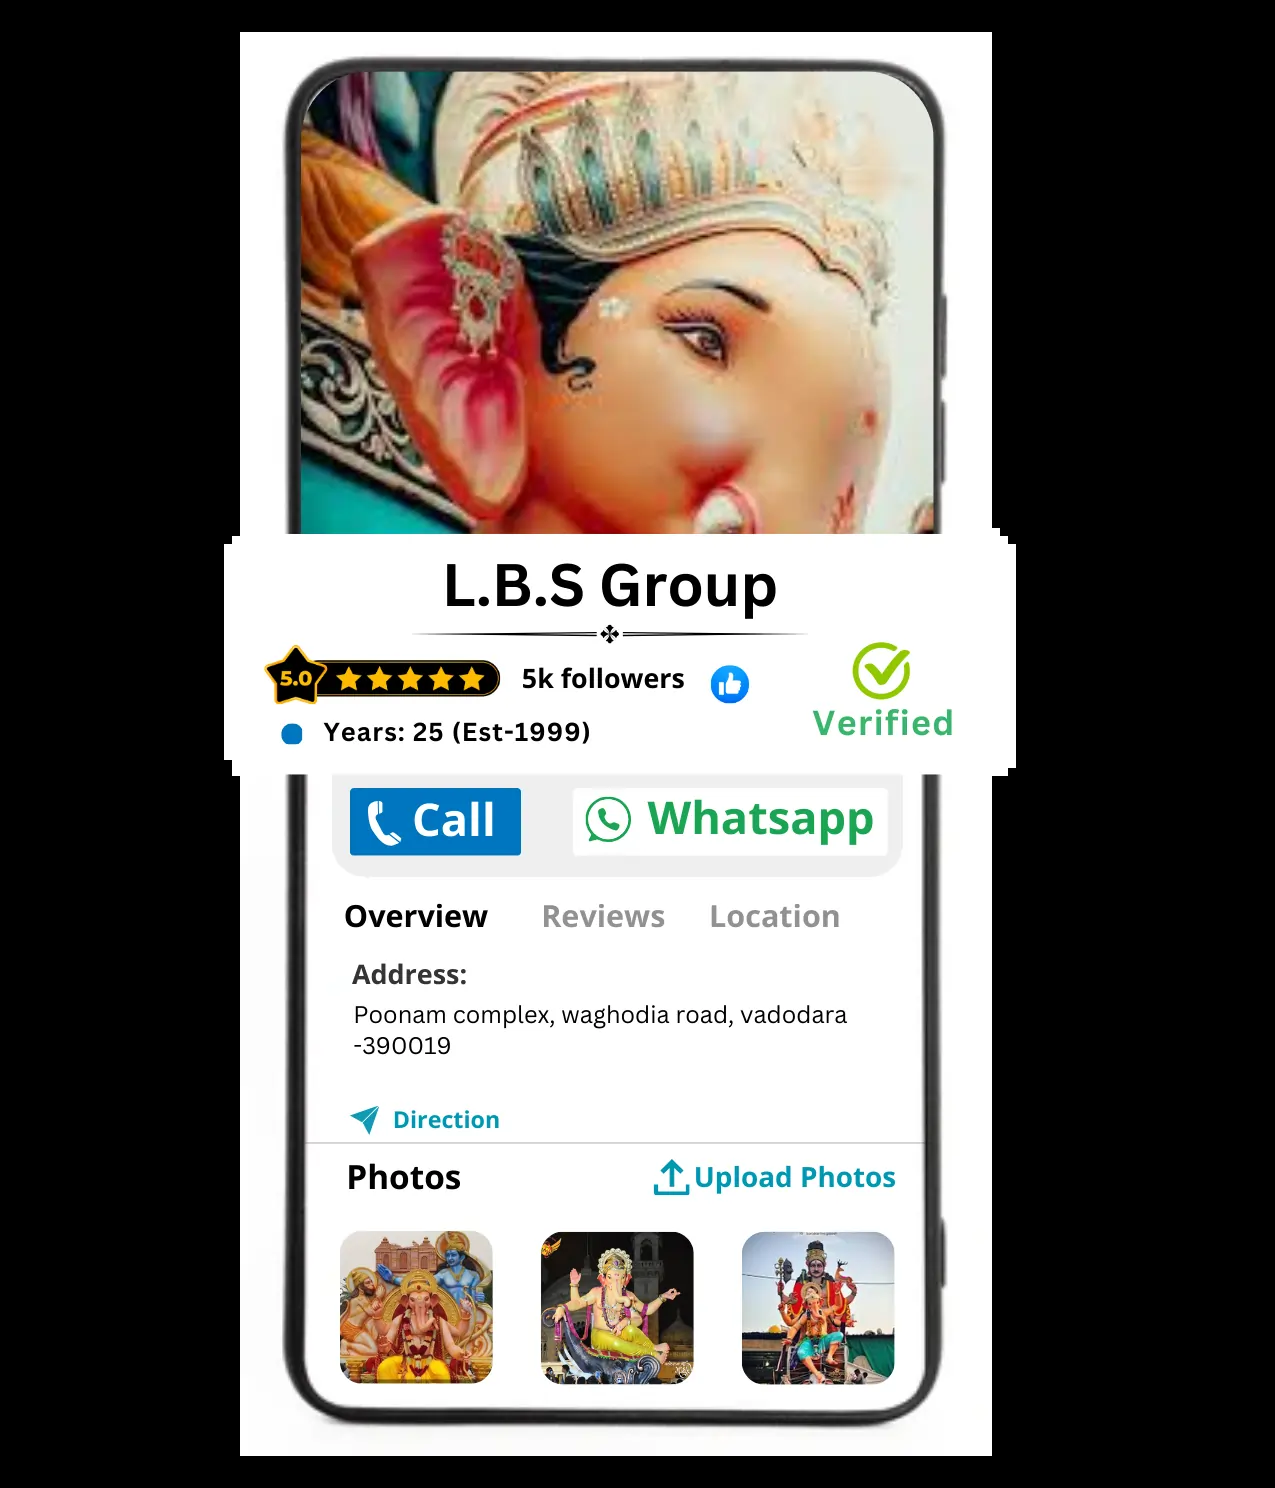 L.B.S Group
5.0
5k followers
Years: 25 (Est-1999)
Verified
Call
Whatsapp
Overview
Reviews
Location
Address:
Poonam complex, waghodia road, vadodara
-390019
Direction
Photos
Upload Photos